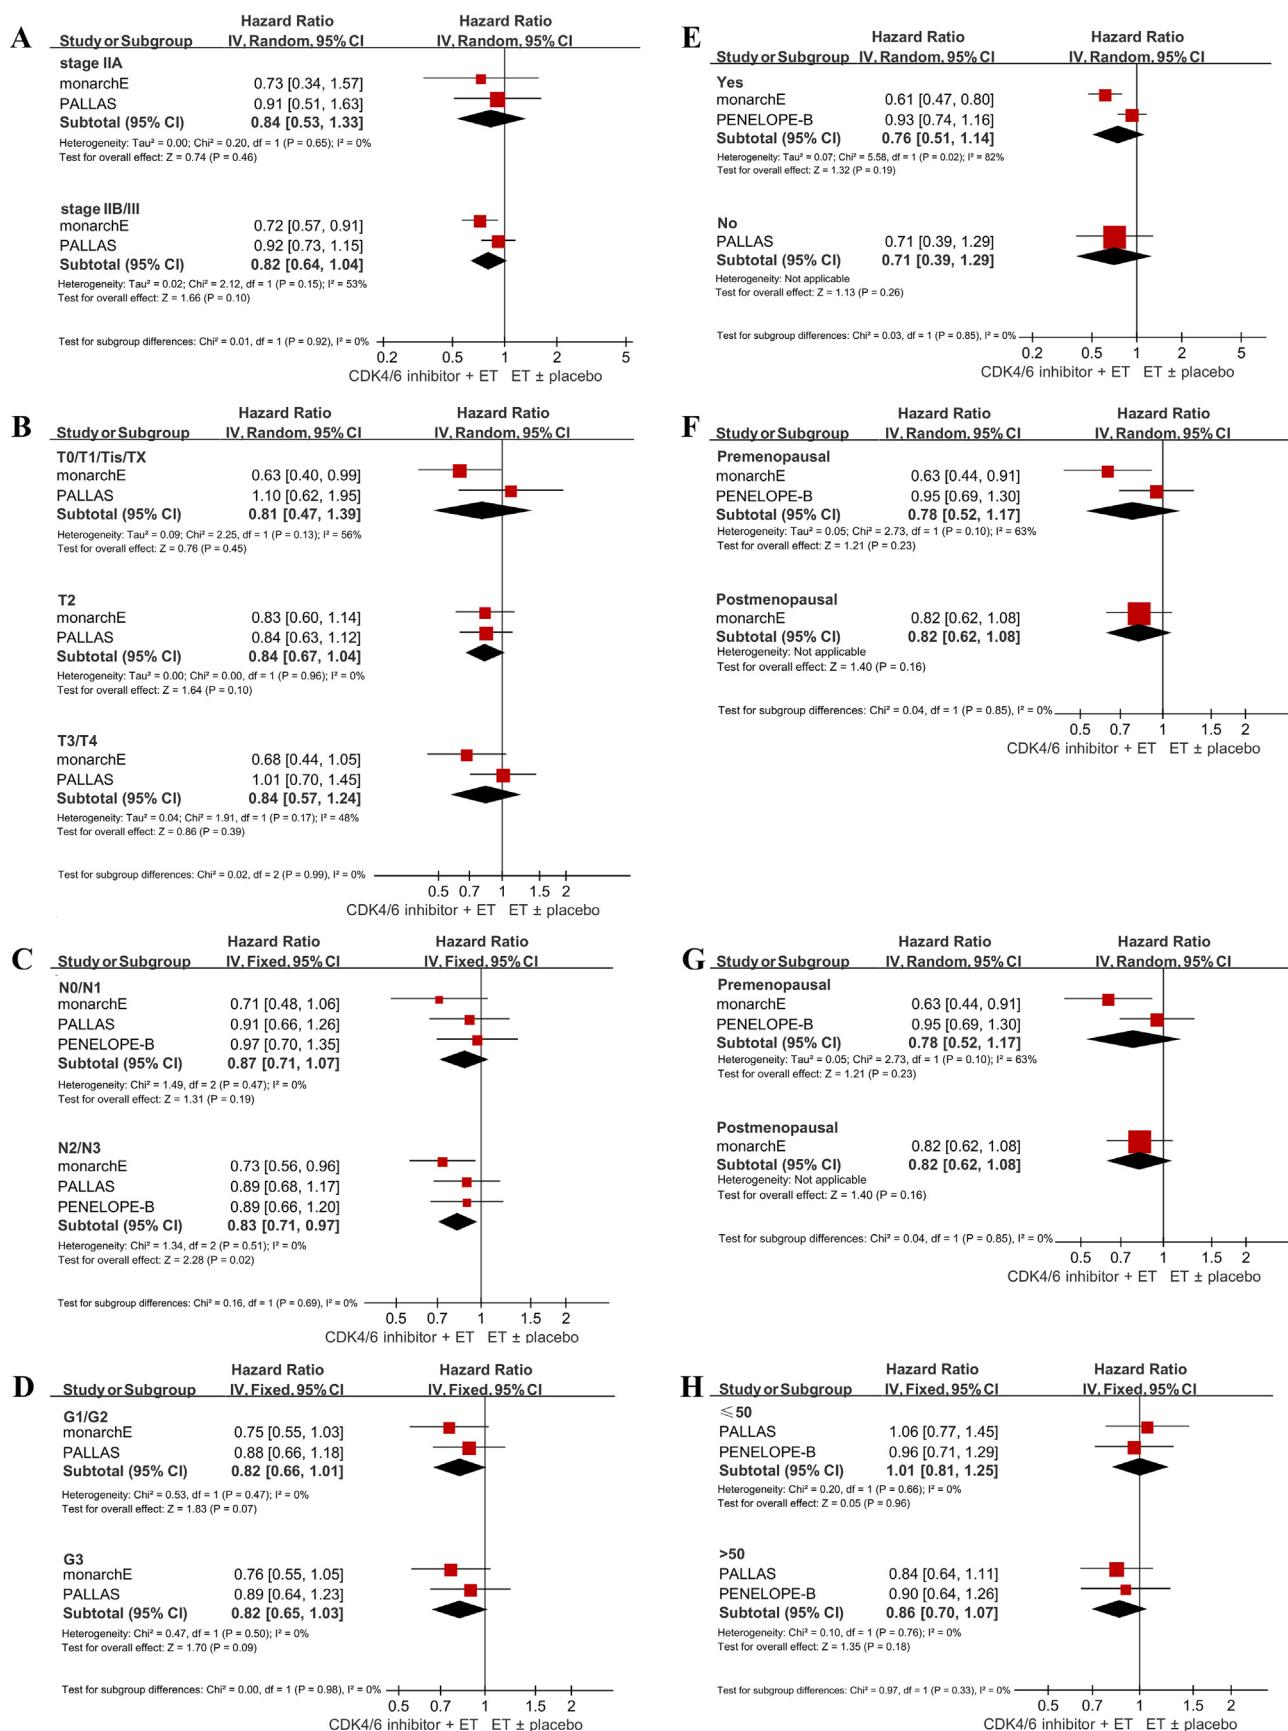 A
Hazard Ratio Hazard Ratio
Study or Subgroup IV, Random, 95% CI IV, Random, 95% CI
stage IIA
monarchE 0.73 [0.34, 1.57]
PALLAS 0.91 [0.51, 1.63]
Subtotal (95% CI) 0.84 [0.53, 1.33]
Heterogeneity: Tau² = 0.00; Chi² = 0.20, df = 1 (P = 0.65); I² = 0%
Test for overall effect: Z = 0.74 (P = 0.46)
stage IIB/III
monarchE 0.72 [0.57, 0.91]
PALLAS 0.92 [0.73, 1.15]
Subtotal (95% CI) 0.82 [0.64, 1.04]
Heterogeneity: Tau² = 0.02; Chi² = 2.12, df = 1 (P = 0.15); I² = 53%
Test for overall effect: Z = 1.66 (P = 0.10)
Test for subgroup differences: Chi² = 0.01, df = 1 (P = 0.92), I² = 0%
0.2 0.5 1 2 5
CDK4/6 inhibitor + ET ET ± placebo
B
Hazard Ratio Hazard Ratio
Study or Subgroup IV, Random, 95% CI IV, Random, 95% CI
T0/T1/Tis/TX
monarchE 0.63 [0.40, 0.99]
PALLAS 1.10 [0.62, 1.95]
Subtotal (95% CI) 0.81 [0.47, 1.39]
Heterogeneity: Tau² = 0.09; Chi² = 2.25, df = 1 (P = 0.13); I² = 56%
Test for overall effect: Z = 0.76 (P = 0.45)
T2
monarchE 0.83 [0.60, 1.14]
PALLAS 0.84 [0.63, 1.12]
Subtotal (95% CI) 0.84 [0.67, 1.04]
Heterogeneity: Tau² = 0.00; Chi² = 0.00, df = 1 (P = 0.96); I² = 0%
Test for overall effect: Z = 1.64 (P = 0.10)
T3/T4
monarchE 0.68 [0.44, 1.05]
PALLAS 1.01 [0.70, 1.45]
Subtotal (95% CI) 0.84 [0.57, 1.24]
Heterogeneity: Tau² = 0.04; Chi² = 1.91, df = 1 (P = 0.17); I² = 48%
Test for overall effect: Z = 0.86 (P = 0.39)
Test for subgroup differences: Chi² = 0.02, df = 2 (P = 0.99), I² = 0%
0.5 0.7 1 1.5 2
CDK4/6 inhibitor + ET ET ± placebo
C
Hazard Ratio Hazard Ratio
Study or Subgroup IV, Fixed, 95% CI IV, Fixed, 95% CI
N0/N1
monarchE 0.71 [0.48, 1.06]
PALLAS 0.91 [0.66, 1.26]
PENELOPE-B 0.97 [0.70, 1.35]
Subtotal (95% CI) 0.87 [0.71, 1.07]
Heterogeneity: Chi² = 1.49, df = 2 (P = 0.47); I² = 0%
Test for overall effect: Z = 1.31 (P = 0.19)
N2/N3
monarchE 0.73 [0.56, 0.96]
PALLAS 0.89 [0.68, 1.17]
PENELOPE-B 0.89 [0.66, 1.20]
Subtotal (95% CI) 0.83 [0.71, 0.97]
Heterogeneity: Chi² = 1.34, df = 2 (P = 0.51); I² = 0%
Test for overall effect: Z = 2.28 (P = 0.02)
Test for subgroup differences: Chi² = 0.16, df = 1 (P = 0.69), I² = 0%
0.5 0.7 1 1.5 2
CDK4/6 inhibitor + ET ET ± placebo
D
Hazard Ratio Hazard Ratio
Study or Subgroup IV, Fixed, 95% CI IV, Fixed, 95% CI
G1/G2
monarchE 0.75 [0.55, 1.03]
PALLAS 0.88 [0.66, 1.18]
Subtotal (95% CI) 0.82 [0.66, 1.01]
Heterogeneity: Chi² = 0.53, df = 1 (P = 0.47); I² = 0%
Test for overall effect: Z = 1.83 (P = 0.07)
G3
monarchE 0.76 [0.55, 1.05]
PALLAS 0.89 [0.64, 1.23]
Subtotal (95% CI) 0.82 [0.65, 1.03]
Heterogeneity: Chi² = 0.47, df = 1 (P = 0.50); I² = 0%
Test for overall effect: Z = 1.70 (P = 0.09)
Test for subgroup differences: Chi² = 0.00, df = 1 (P = 0.98), I² = 0%
0.5 0.7 1 1.5 2
CDK4/6 inhibitor + ET ET ± placebo
E
Hazard Ratio Hazard Ratio
Study or Subgroup IV, Random, 95% CI IV, Random, 95% CI
Yes
monarchE 0.61 [0.47, 0.80]
PENELOPE-B 0.93 [0.74, 1.16]
Subtotal (95% CI) 0.76 [0.51, 1.14]
Heterogeneity: Tau² = 0.07; Chi² = 5.58, df = 1 (P = 0.02); I² = 82%
Test for overall effect: Z = 1.32 (P = 0.19)
No
PALLAS 0.71 [0.39, 1.29]
Subtotal (95% CI) 0.71 [0.39, 1.29]
Heterogeneity: Not applicable
Test for overall effect: Z = 1.13 (P = 0.26)
Test for subgroup differences: Chi² = 0.03, df = 1 (P = 0.85), I² = 0%
0.2 0.5 1 2 5
CDK4/6 inhibitor + ET ET ± placebo
F
Hazard Ratio Hazard Ratio
Study or Subgroup IV, Random, 95% CI IV, Random, 95% CI
Premenopausal
monarchE 0.63 [0.44, 0.91]
PENELOPE-B 0.95 [0.69, 1.30]
Subtotal (95% CI) 0.78 [0.52, 1.17]
Heterogeneity: Tau² = 0.05; Chi² = 2.73, df = 1 (P = 0.10); I² = 63%
Test for overall effect: Z = 1.21 (P = 0.23)
Postmenopausal
monarchE 0.82 [0.62, 1.08]
Subtotal (95% CI) 0.82 [0.62, 1.08]
Heterogeneity: Not applicable
Test for overall effect: Z = 1.40 (P = 0.16)
Test for subgroup differences: Chi² = 0.04, df = 1 (P = 0.85), I² = 0%
0.5 0.7 1 1.5 2
CDK4/6 inhibitor + ET ET ± placebo
G
Hazard Ratio Hazard Ratio
Study or Subgroup IV, Random, 95% CI IV, Random, 95% CI
Premenopausal
monarchE 0.63 [0.44, 0.91]
PENELOPE-B 0.95 [0.69, 1.30]
Subtotal (95% CI) 0.78 [0.52, 1.17]
Heterogeneity: Tau² = 0.05; Chi² = 2.73, df = 1 (P = 0.10); I² = 63%
Test for overall effect: Z = 1.21 (P = 0.23)
Postmenopausal
monarchE 0.82 [0.62, 1.08]
Subtotal (95% CI) 0.82 [0.62, 1.08]
Heterogeneity: Not applicable
Test for overall effect: Z = 1.40 (P = 0.16)
Test for subgroup differences: Chi² = 0.04, df = 1 (P = 0.85), I² = 0%
0.5 0.7 1 1.5 2
CDK4/6 inhibitor + ET ET ± placebo
H
Hazard Ratio Hazard Ratio
Study or Subgroup IV, Fixed, 95% CI IV, Fixed, 95% CI
≤50
PALLAS 1.06 [0.77, 1.45]
PENELOPE-B 0.96 [0.71, 1.29]
Subtotal (95% CI) 1.01 [0.81, 1.25]
Heterogeneity: Chi² = 0.20, df = 1 (P = 0.66); I² = 0%
Test for overall effect: Z = 0.05 (P = 0.96)
>50
PALLAS 0.84 [0.64, 1.11]
PENELOPE-B 0.90 [0.64, 1.26]
Subtotal (95% CI) 0.86 [0.70, 1.07]
Heterogeneity: Chi² = 0.10, df = 1 (P = 0.76); I² = 0%
Test for overall effect: Z = 1.35 (P = 0.18)
Test for subgroup differences: Chi² = 0.97, df = 1 (P = 0.33), I² = 0%
0.5 0.7 1 1.5 2
CDK4/6 inhibitor + ET ET ± placebo